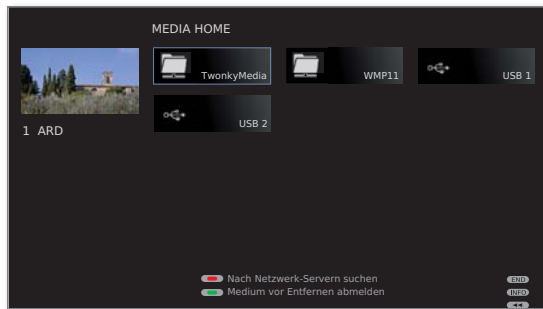 MEDIA HOME
TwonkyMedia
WMP11
USB 1
USB 2
1 ARD
Nach Netzwerk-Servern suchen
Medium vor Entfernen abmelden
END
INFO